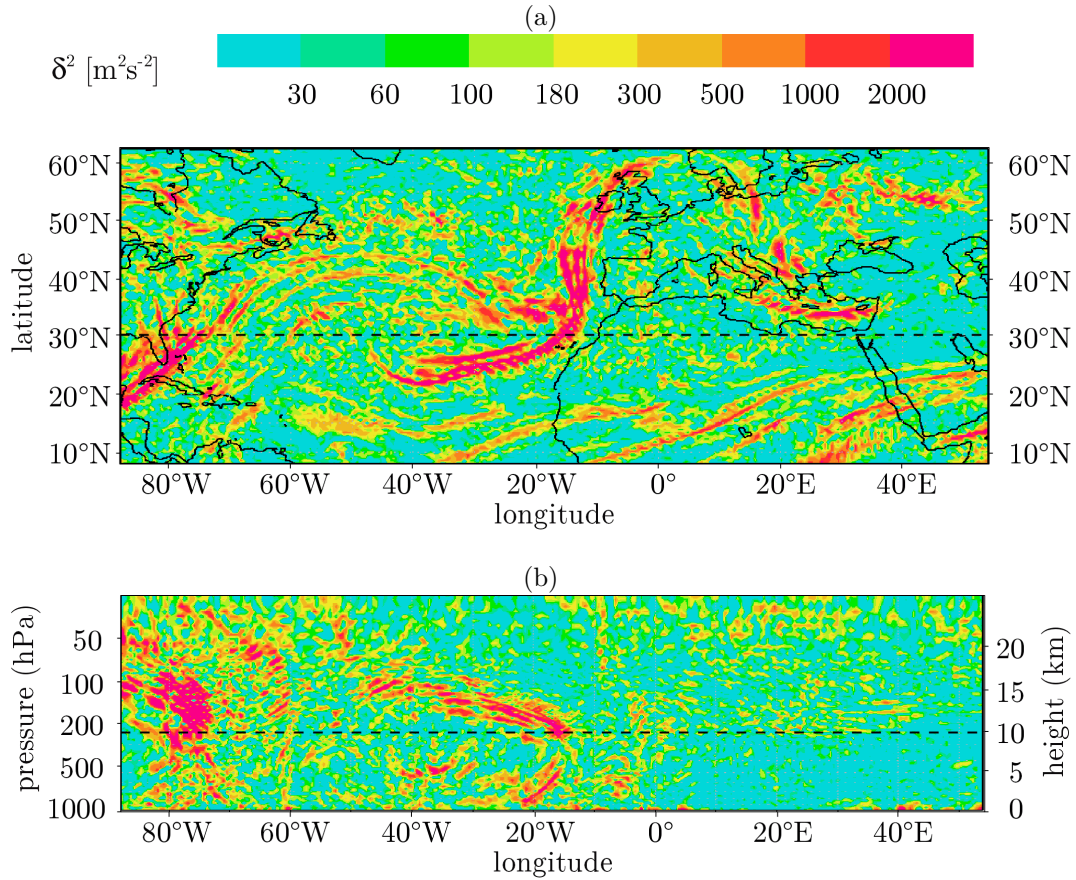 (a)
δ² [m²s⁻²]
30 60 100 180 300 500 1000 2000
60°N 60°N
50°N 50°N
40°N 40°N
latitude
30°N 30°N
20°N 20°N
10°N 10°N
80°W 60°W 40°W 20°W 0° 20°E 40°E
longitude
(b)
pressure (hPa)
50 20
100 15
200 10
500 5
1000 0
height (km)
80°W 60°W 40°W 20°W 0° 20°E 40°E
longitude